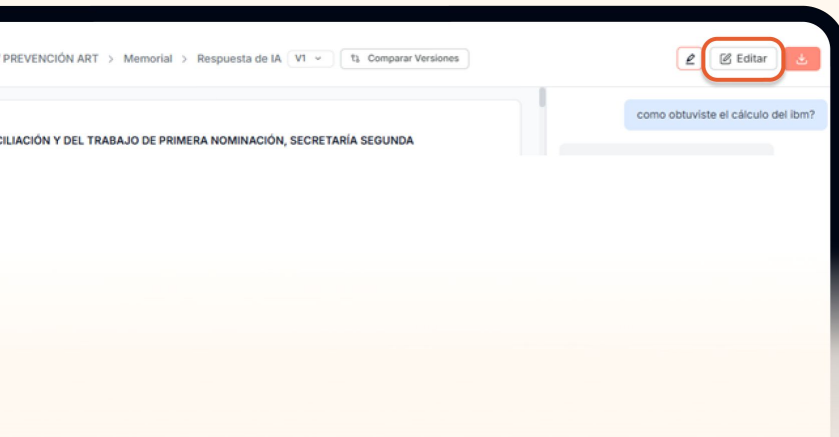 PREVENCIÓN ART > Memorial > Respuesta de IA V1 Comparar Versiones Editar
como obtuviste el cálculo del ibm?
CILIACIÓN Y DEL TRABAJO DE PRIMERA NOMINACIÓN, SECRETARÍA SEGUNDA